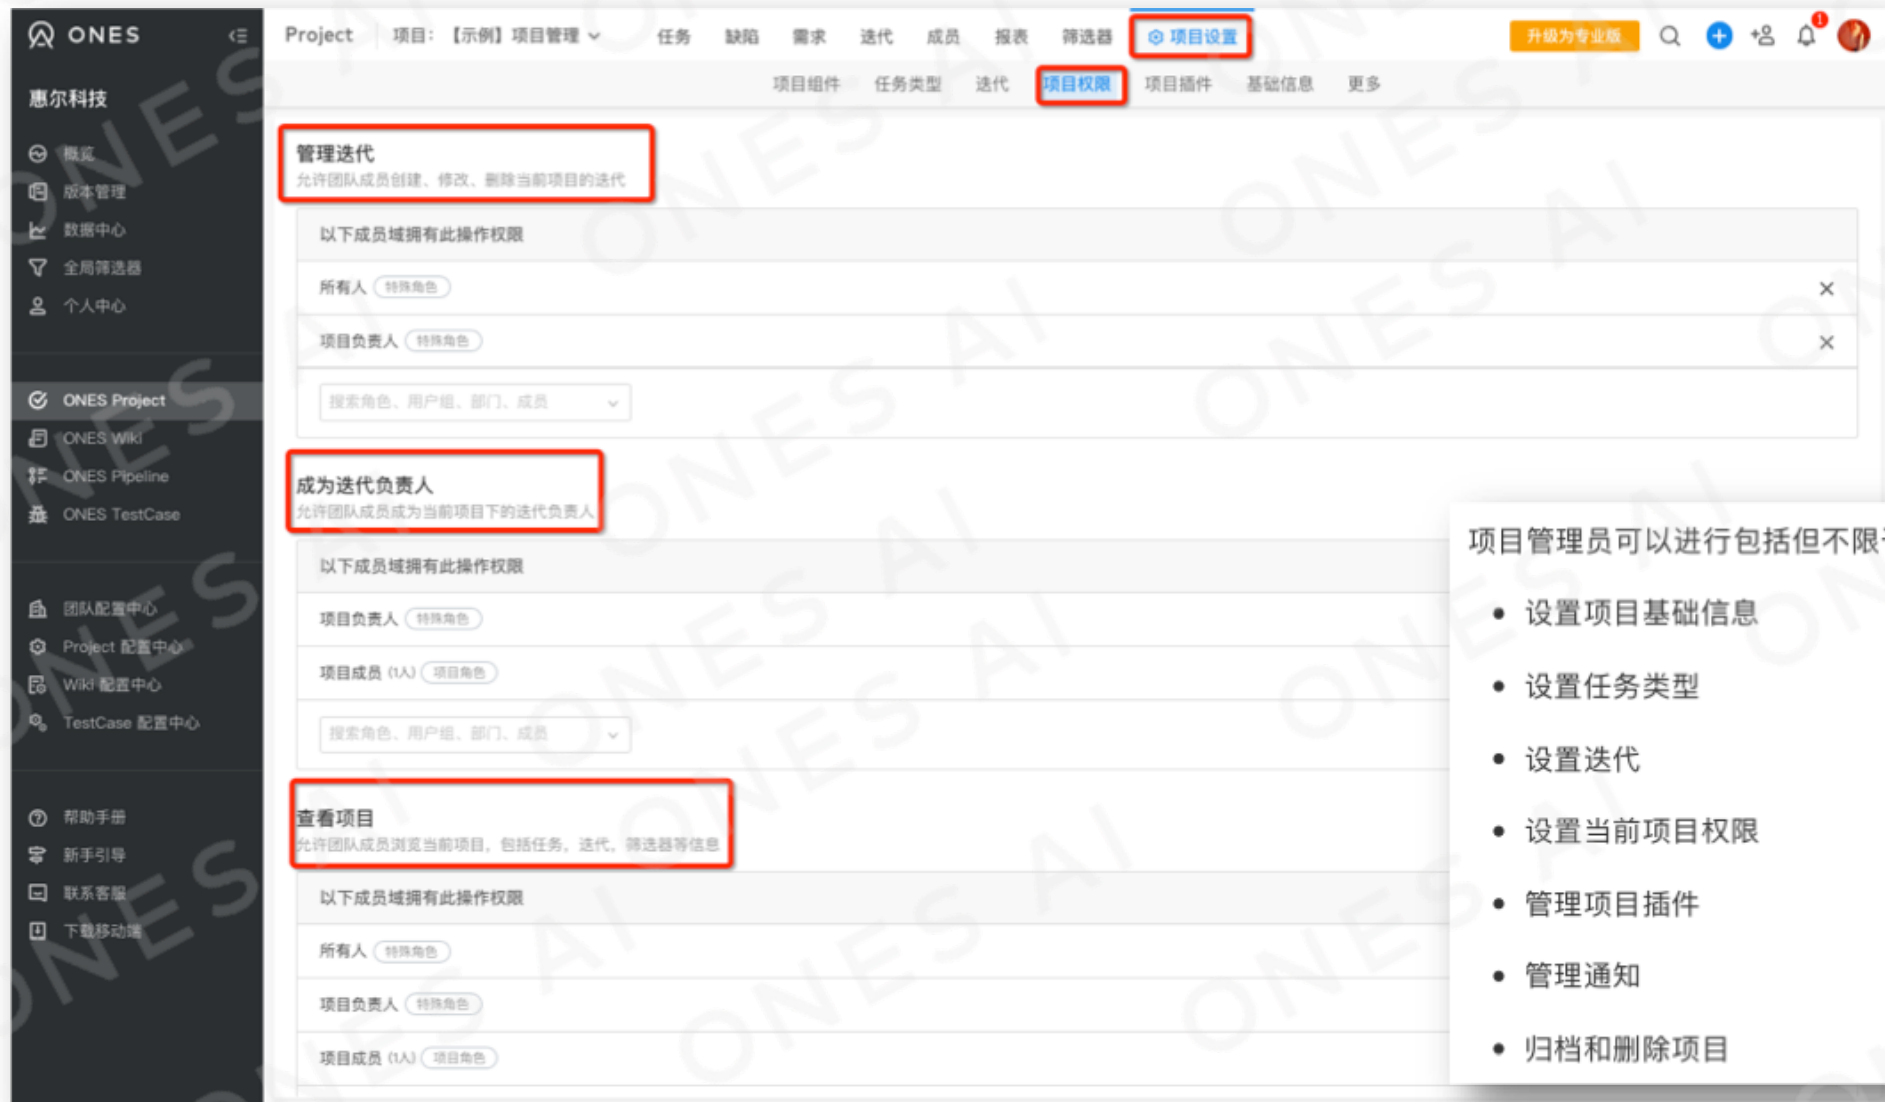 ONES
Project 项目：【示例】项目管理 任务 缺陷 需求 迭代 成员 报表 筛选器 项目设置 升级为专业版 1
项目组件 任务类型 迭代 项目权限 项目插件 基础信息 更多
惠尔科技
概览
版本管理
数据中心
全局筛选器
个人中心
ONES Project
ONES Wiki
ONES Pipeline
ONES TestCase
团队配置中心
Project 配置中心
Wiki 配置中心
TestCase 配置中心
帮助手册
新手引导
联系客服
下载移动端
管理迭代
允许团队成员创建、修改、删除当前项目的迭代
以下成员域拥有此操作权限
所有人 特殊角色
项目负责人 特殊角色
搜索角色、用户组、部门、成员
成为迭代负责人
允许团队成员成为当前项目下的迭代负责人
以下成员域拥有此操作权限
项目负责人 特殊角色
项目成员 (1人) 项目角色
搜索角色、用户组、部门、成员
查看项目
允许团队成员浏览当前项目，包括任务，迭代，筛选器等信息
以下成员域拥有此操作权限
所有人 特殊角色
项目负责人 特殊角色
项目成员 (1人) 项目角色
项目管理员可以进行包括但不限
• 设置项目基础信息
• 设置任务类型
• 设置迭代
• 设置当前项目权限
• 管理项目插件
• 管理通知
• 归档和删除项目
ONES AI